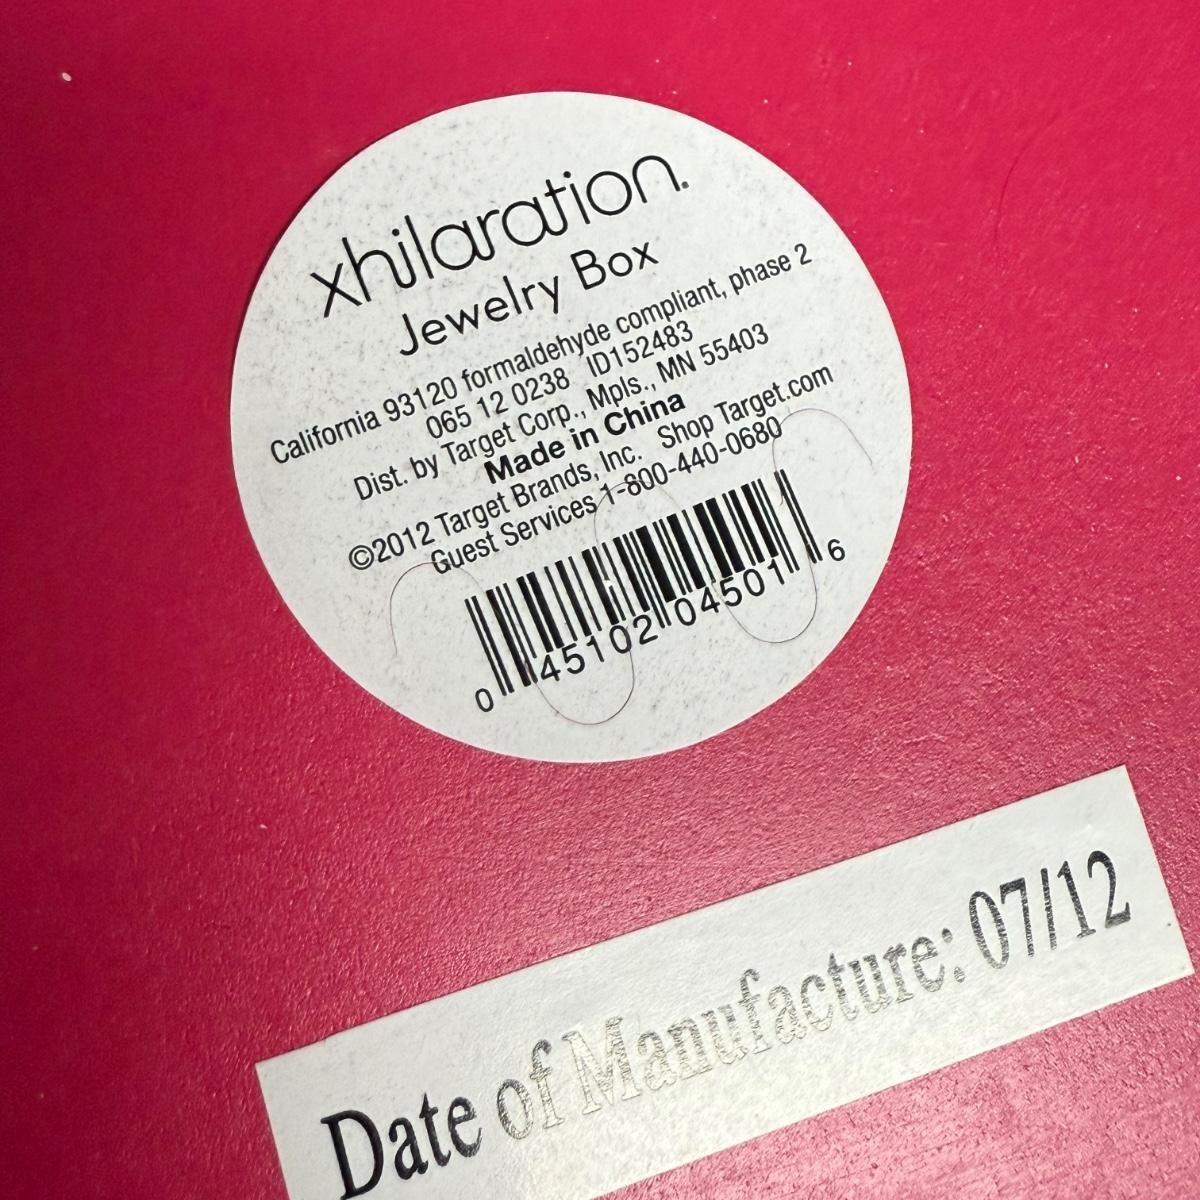 xhilaration.
Jewelry Box
California 93120 formaldehyde compliant, phase 2
065 12 0238 ID152483
Dist. by Target Corp., Mpls., MN 55403
Made in China
©2012 Target Brands, Inc. Shop Target.com
Guest Services 1-800-440-0680
0 45102 04501 6
Date of Manufacture: 07/12